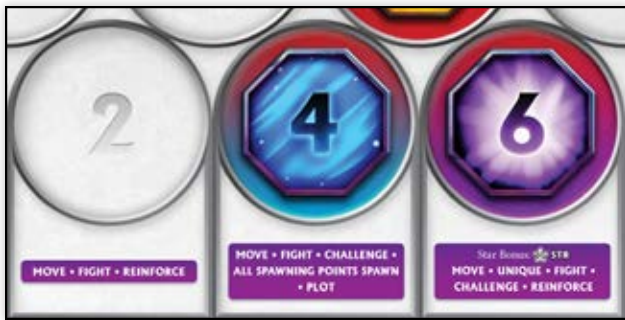 2
4
6
MOVE • FIGHT • REINFORCE
MOVE • FIGHT • CHALLENGE •
ALL SPAWNING POINTS SPAWN
• PLOT
Star Bonus: STR
MOVE • UNIQUE • FIGHT •
CHALLENGE • REINFORCE